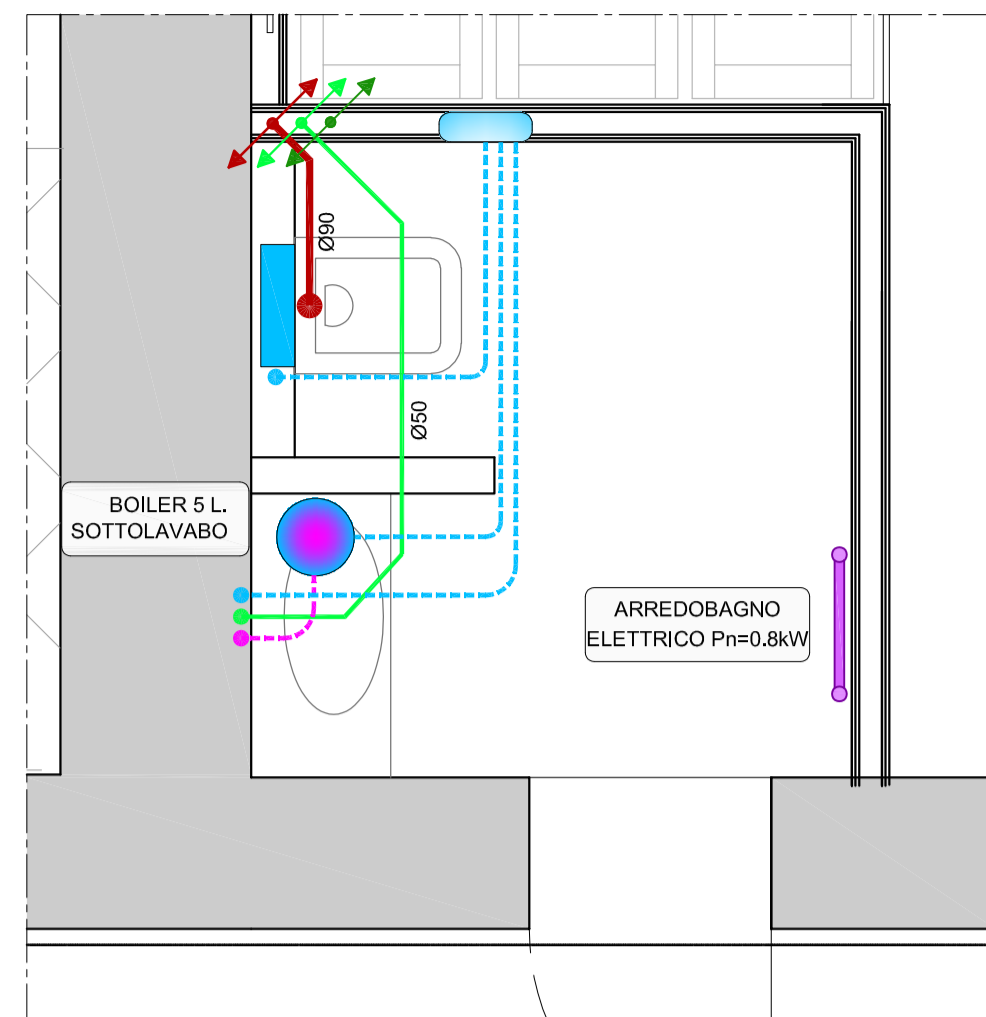 Ø90
Ø50
BOILER 5 L.
SOTTOLAVABO
ARREDOBAGNO
ELETTRICO Pn=0.8kW